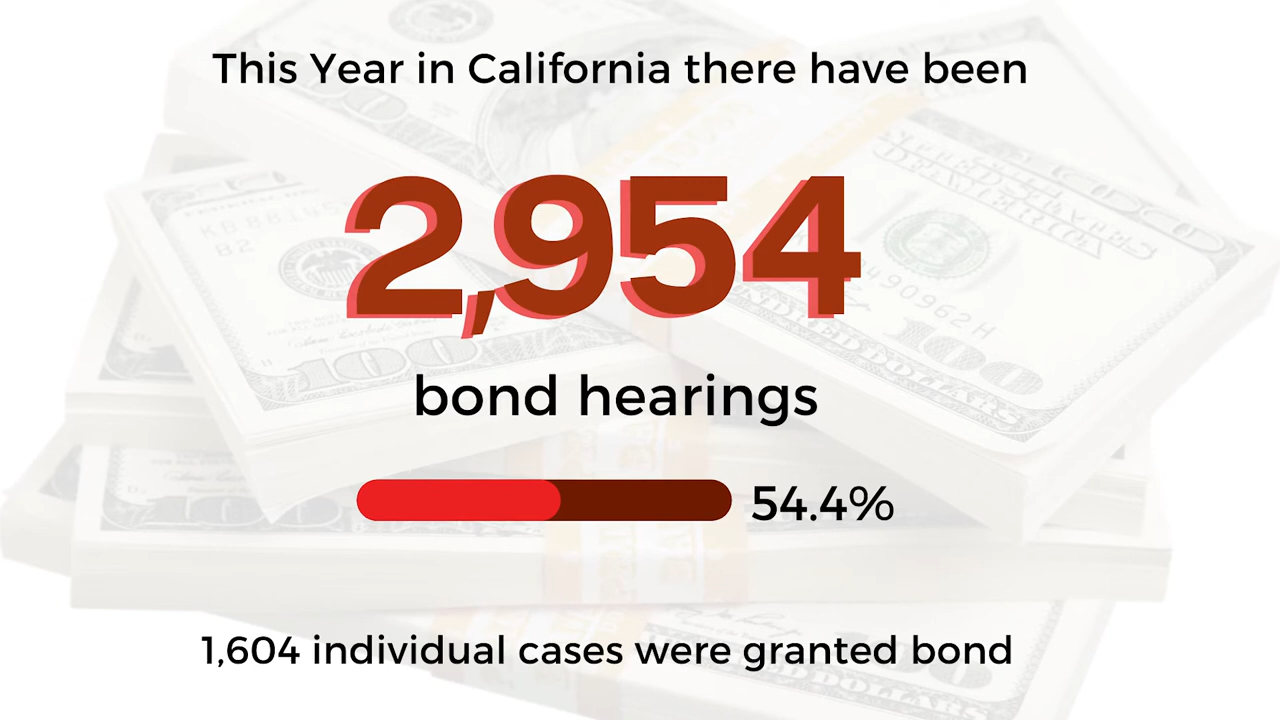 This Year in California there have been
2,954
bond hearings
54.4%
1,604 individual cases were granted bond